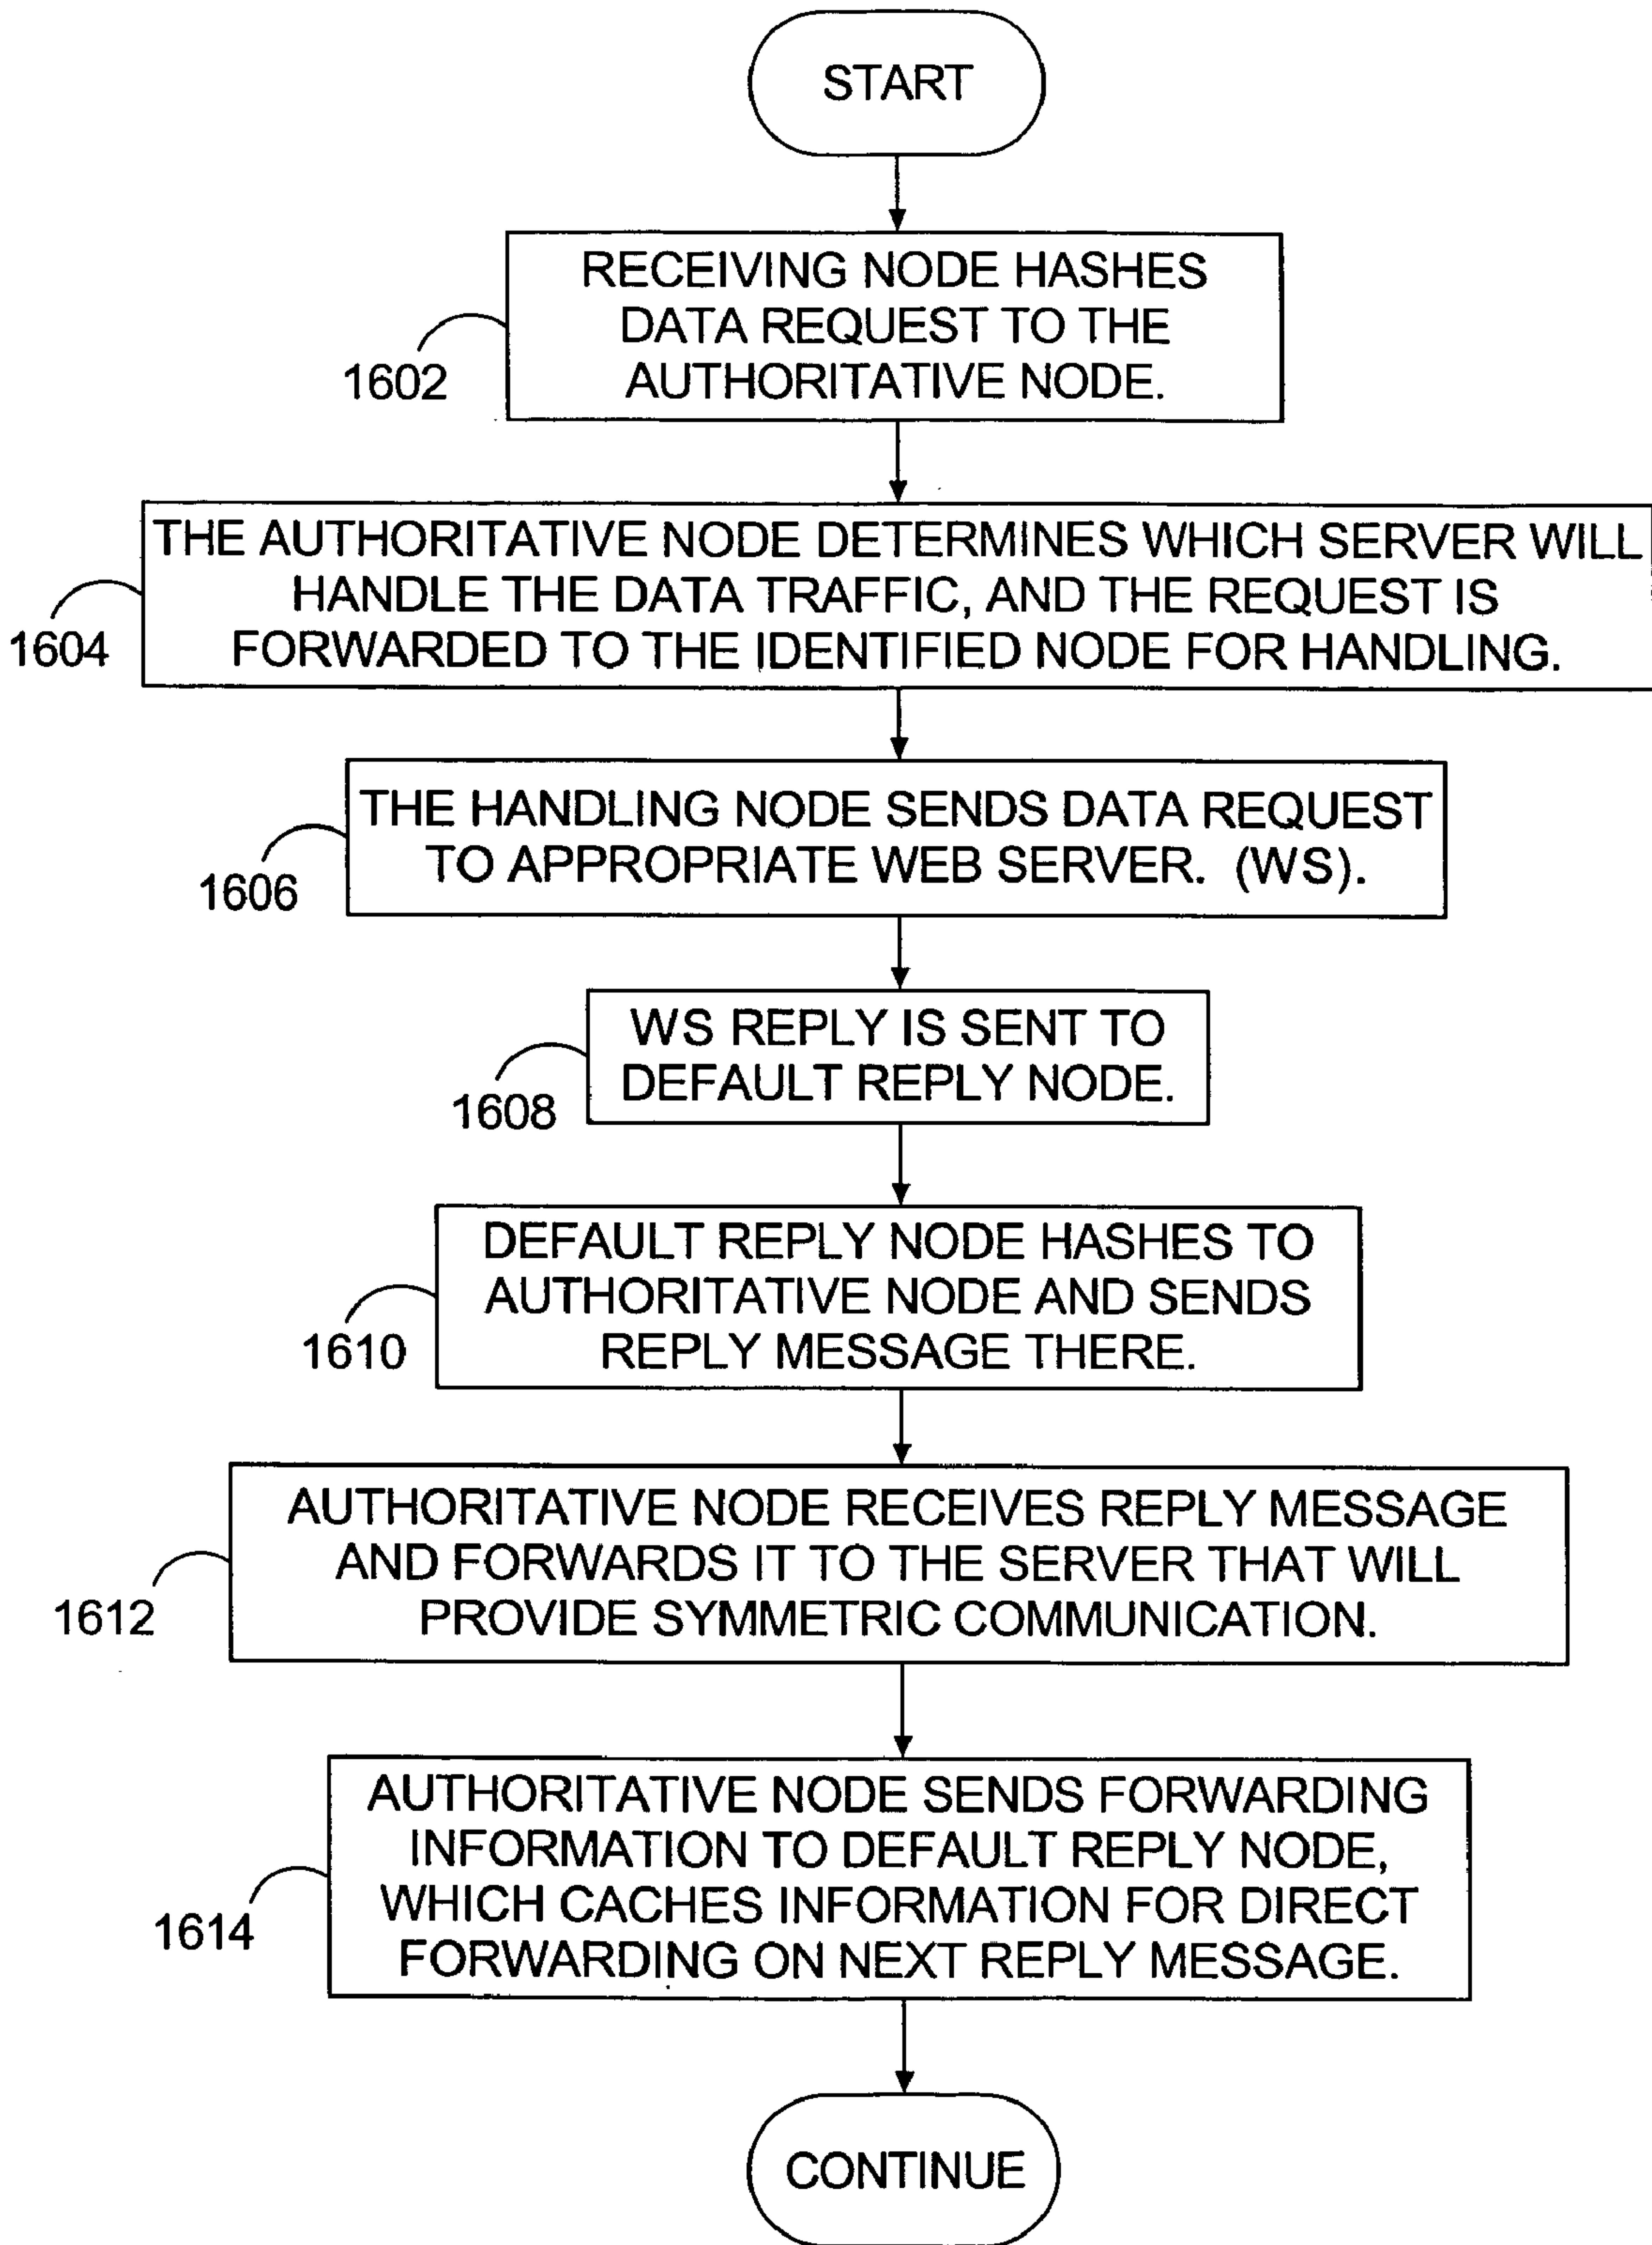 START
RECEIVING NODE HASHES
DATA REQUEST TO THE
AUTHORITATIVE NODE.
1602
THE AUTHORITATIVE NODE DETERMINES WHICH SERVER WILL
HANDLE THE DATA TRAFFIC, AND THE REQUEST IS
FORWARDED TO THE IDENTIFIED NODE FOR HANDLING.
1604
THE HANDLING NODE SENDS DATA REQUEST
TO APPROPRIATE WEB SERVER. (WS).
1606
WS REPLY IS SENT TO
DEFAULT REPLY NODE.
1608
DEFAULT REPLY NODE HASHES TO
AUTHORITATIVE NODE AND SENDS
REPLY MESSAGE THERE.
1610
AUTHORITATIVE NODE RECEIVES REPLY MESSAGE
AND FORWARDS IT TO THE SERVER THAT WILL
PROVIDE SYMMETRIC COMMUNICATION.
1612
AUTHORITATIVE NODE SENDS FORWARDING
INFORMATION TO DEFAULT REPLY NODE,
WHICH CACHES INFORMATION FOR DIRECT
FORWARDING ON NEXT REPLY MESSAGE.
1614
CONTINUE